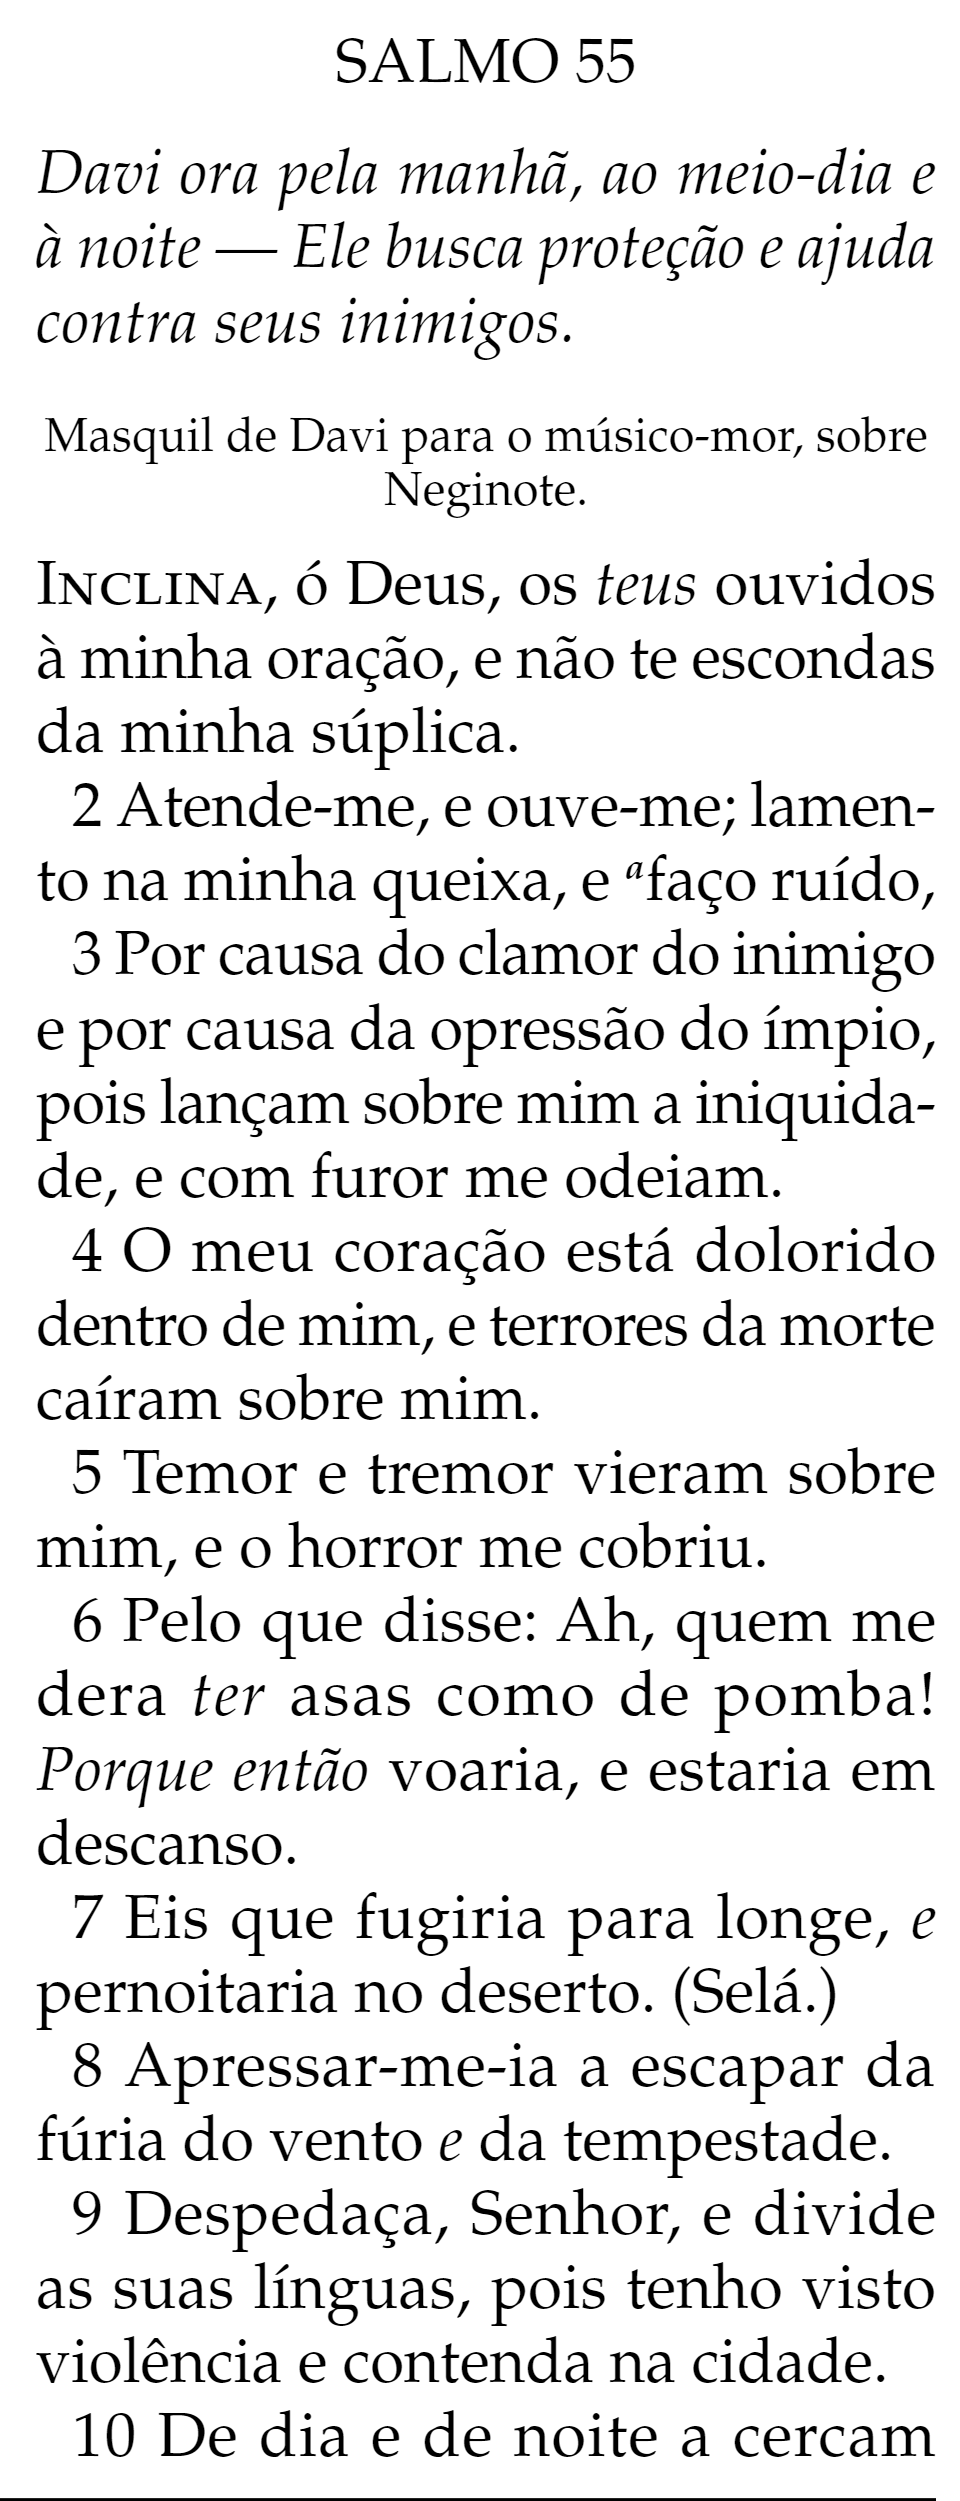 SALMO 55
Davi ora pela manhã, ao meio-dia e
à noite — Ele busca proteção e ajuda
contra seus inimigos.
Masquil de Davi para o músico-mor, sobre
Neginote.
INCLINA, ó Deus, os teus ouvidos
à minha oração, e não te escondas
da minha súplica.
2 Atende-me, e ouve-me; lamen-
to na minha queixa, e afaço ruído,
3 Por causa do clamor do inimigo
e por causa da opressão do ímpio,
pois lançam sobre mim a iniquida-
de, e com furor me odeiam.
4 O meu coração está dolorido
dentro de mim, e terrores da morte
caíram sobre mim.
5 Temor e tremor vieram sobre
mim, e o horror me cobriu.
6 Pelo que disse: Ah, quem me
dera ter asas como de pomba!
Porque então voaria, e estaria em
descanso.
7 Eis que fugiria para longe, e
pernoitaria no deserto. (Selá.)
8 Apressar-me-ia a escapar da
fúria do vento e da tempestade.
9 Despedaça, Senhor, e divide
as suas línguas, pois tenho visto
violência e contenda na cidade.
10 De dia e de noite a cercam